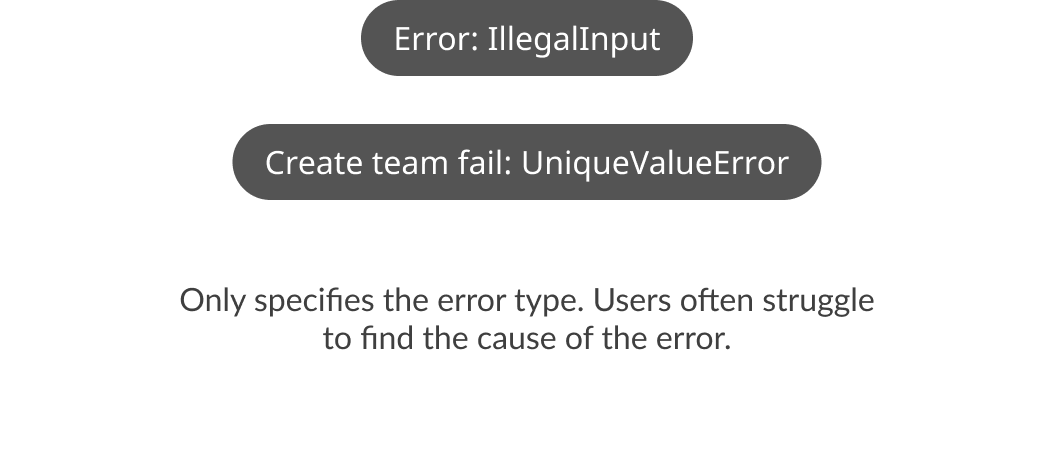 Error: IllegalInput
Create team fail: UniqueValueError
Only specifies the error type. Users often struggle
to find the cause of the error.